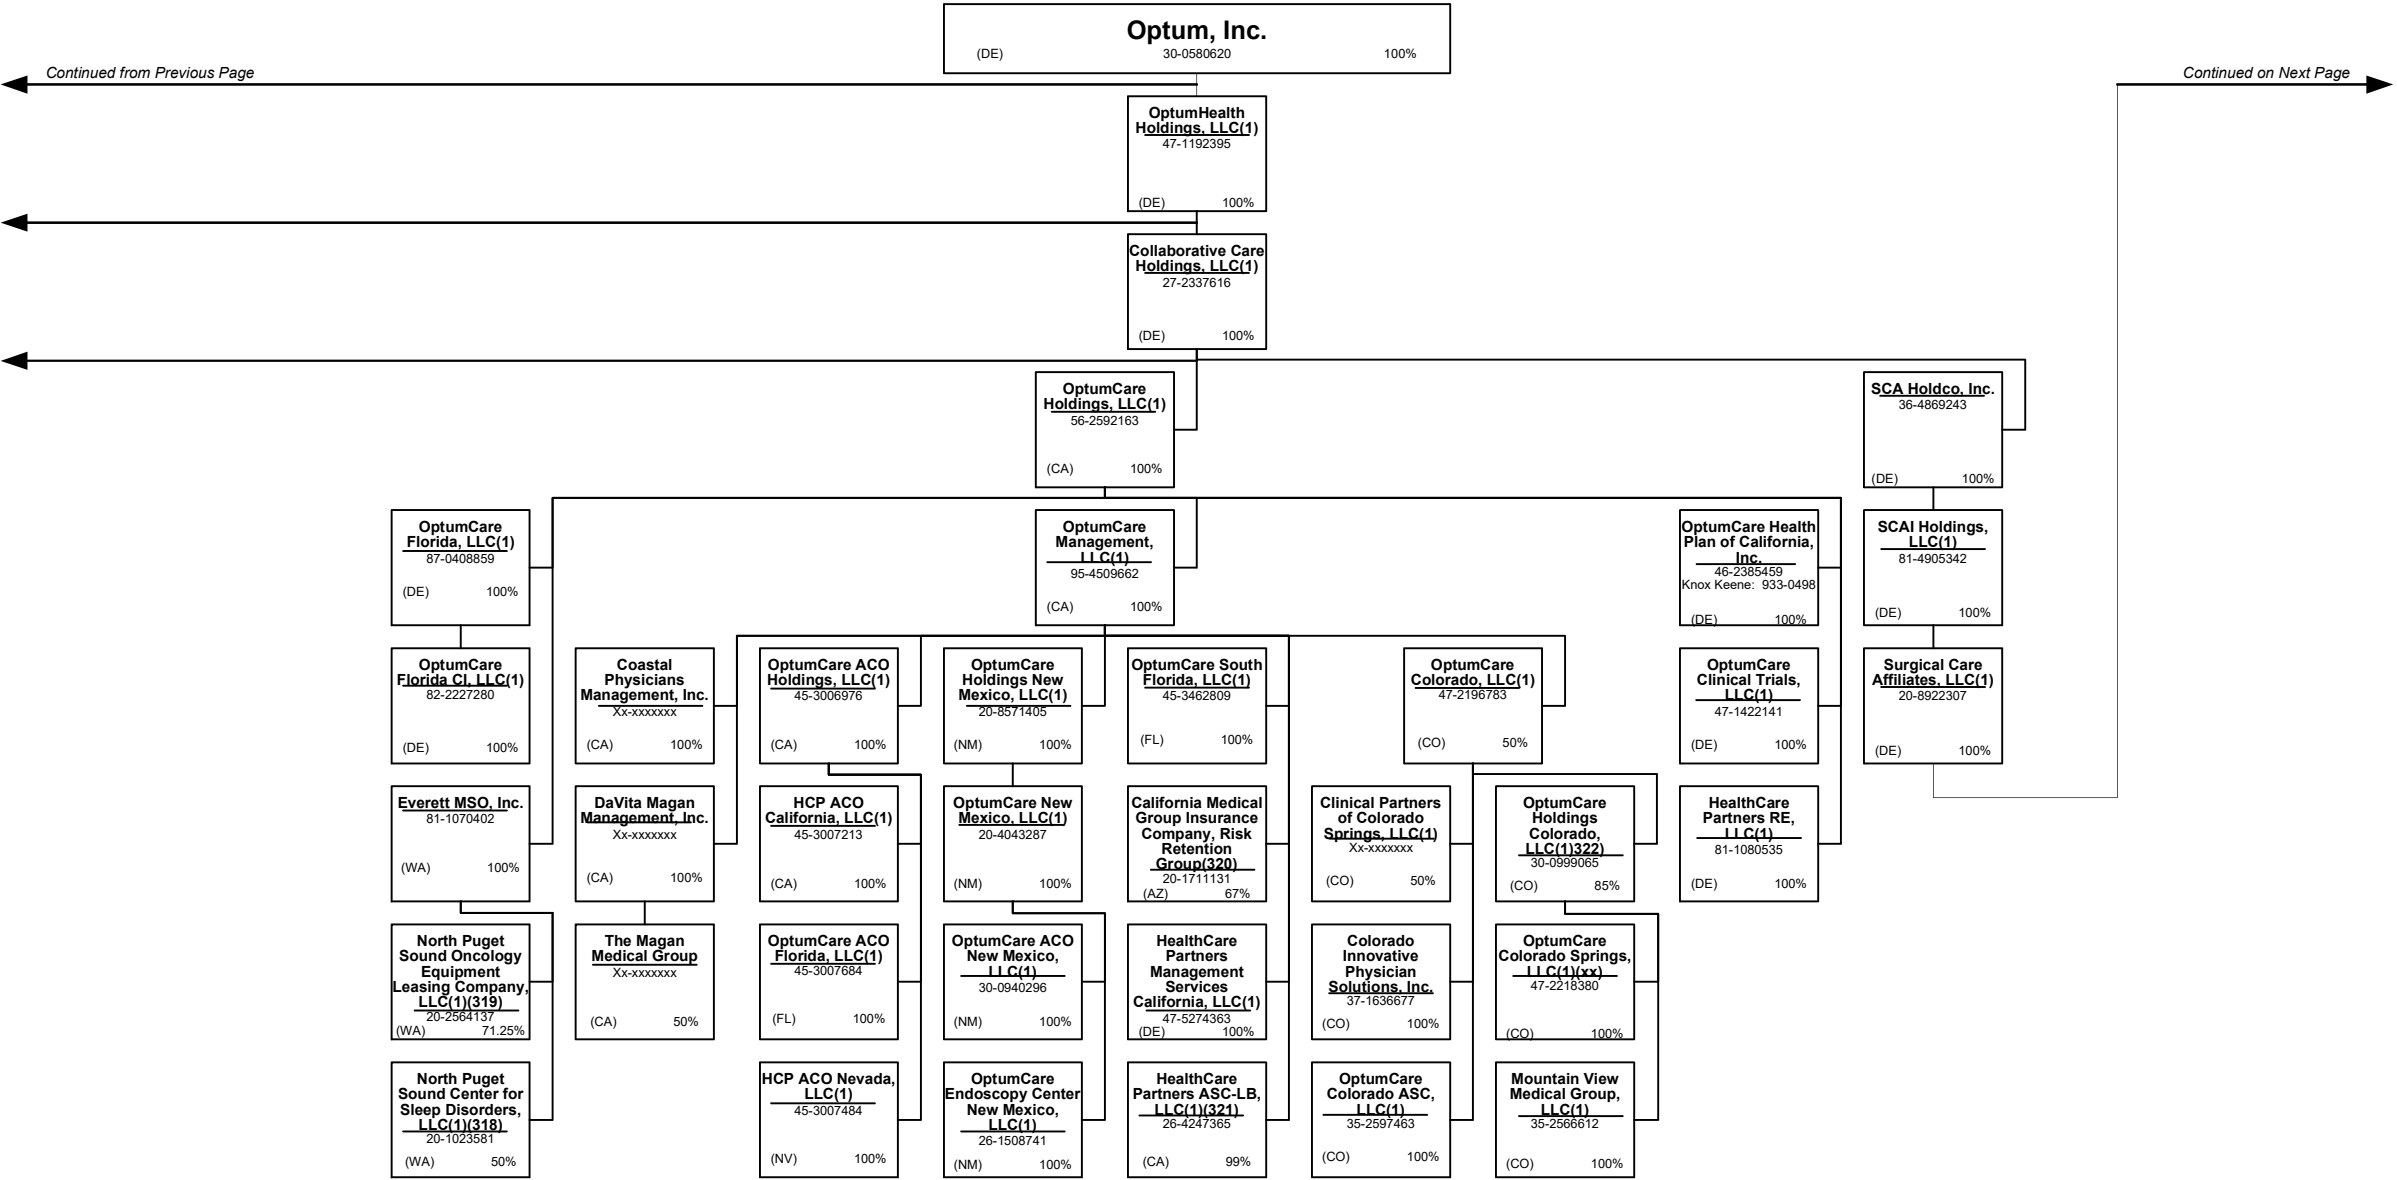 Optum, Inc.
(DE) 30-0580620 100%
Continued from Previous Page
Continued on Next Page
OptumHealth
Holdings, LLC(1)
47-1192395
(DE) 100%
Collaborative Care
Holdings, LLC(1)
27-2337616
(DE) 100%
OptumCare
Holdings, LLC(1)
56-2592163
(CA) 100%
SCA Holdco, Inc.
36-4869243
(DE) 100%
OptumCare
Florida, LLC(1)
87-0408859
(DE) 100%
OptumCare
Management,
LLC(1)
95-4509662
(CA) 100%
OptumCare Health
Plan of California,
Inc.
46-2385459
Knox Keene: 933-0498
(DE) 100%
SCAI Holdings,
LLC(1)
81-4905342
(DE) 100%
OptumCare
Florida CI, LLC(1)
82-2227280
(DE) 100%
Coastal
Physicians
Management, Inc.
Xx-xxxxxxx
(CA) 100%
OptumCare ACO
Holdings, LLC(1)
45-3006976
(CA) 100%
OptumCare
Holdings New
Mexico, LLC(1)
20-8571405
(NM) 100%
OptumCare South
Florida, LLC(1)
45-3462809
(FL) 100%
OptumCare
Colorado, LLC(1)
47-2196783
(CO) 50%
OptumCare
Clinical Trials,
LLC(1)
47-1422141
(DE) 100%
Surgical Care
Affiliates, LLC(1)
20-8922307
(DE) 100%
Everett MSO, Inc.
81-1070402
(WA) 100%
DaVita Magan
Management, Inc.
Xx-xxxxxxx
(CA) 100%
HCP ACO
California, LLC(1)
45-3007213
(CA) 100%
OptumCare New
Mexico, LLC(1)
20-4043287
(NM) 100%
California Medical
Group Insurance
Company, Risk
Retention
Group(320)
20-1711131
(AZ) 67%
Clinical Partners
of Colorado
Springs, LLC(1)
Xx-xxxxxxx
(CO) 50%
OptumCare
Holdings
Colorado,
LLC(1)322)
30-0999065
(CO) 85%
HealthCare
Partners RE,
LLC(1)
81-1080535
(DE) 100%
North Puget
Sound Oncology
Equipment
Leasing Company,
LLC(1)(319)
20-2564137
(WA) 71.25%
The Magan
Medical Group
Xx-xxxxxxx
(CA) 50%
OptumCare ACO
Florida, LLC(1)
45-3007684
(FL) 100%
OptumCare ACO
New Mexico,
LLC(1)
30-0940296
(NM) 100%
HealthCare
Partners
Management
Services
California, LLC(1)
47-5274363
(DE) 100%
Colorado
Innovative
Physician
Solutions, Inc.
37-1636677
(CO) 100%
OptumCare
Colorado Springs,
LLC(1)(xx)
47-2218380
(CO) 100%
North Puget
Sound Center for
Sleep Disorders,
LLC(1)(318)
20-1023581
(WA) 50%
HCP ACO Nevada,
LLC(1)
45-3007484
(NV) 100%
OptumCare
Endoscopy Center
New Mexico,
LLC(1)
26-1508741
(NM) 100%
HealthCare
Partners ASC-LB,
LLC(1)(321)
26-4247365
(CA) 99%
OptumCare
Colorado ASC,
LLC(1)
35-2597463
(CO) 100%
Mountain View
Medical Group,
LLC(1)
35-2566612
(CO) 100%